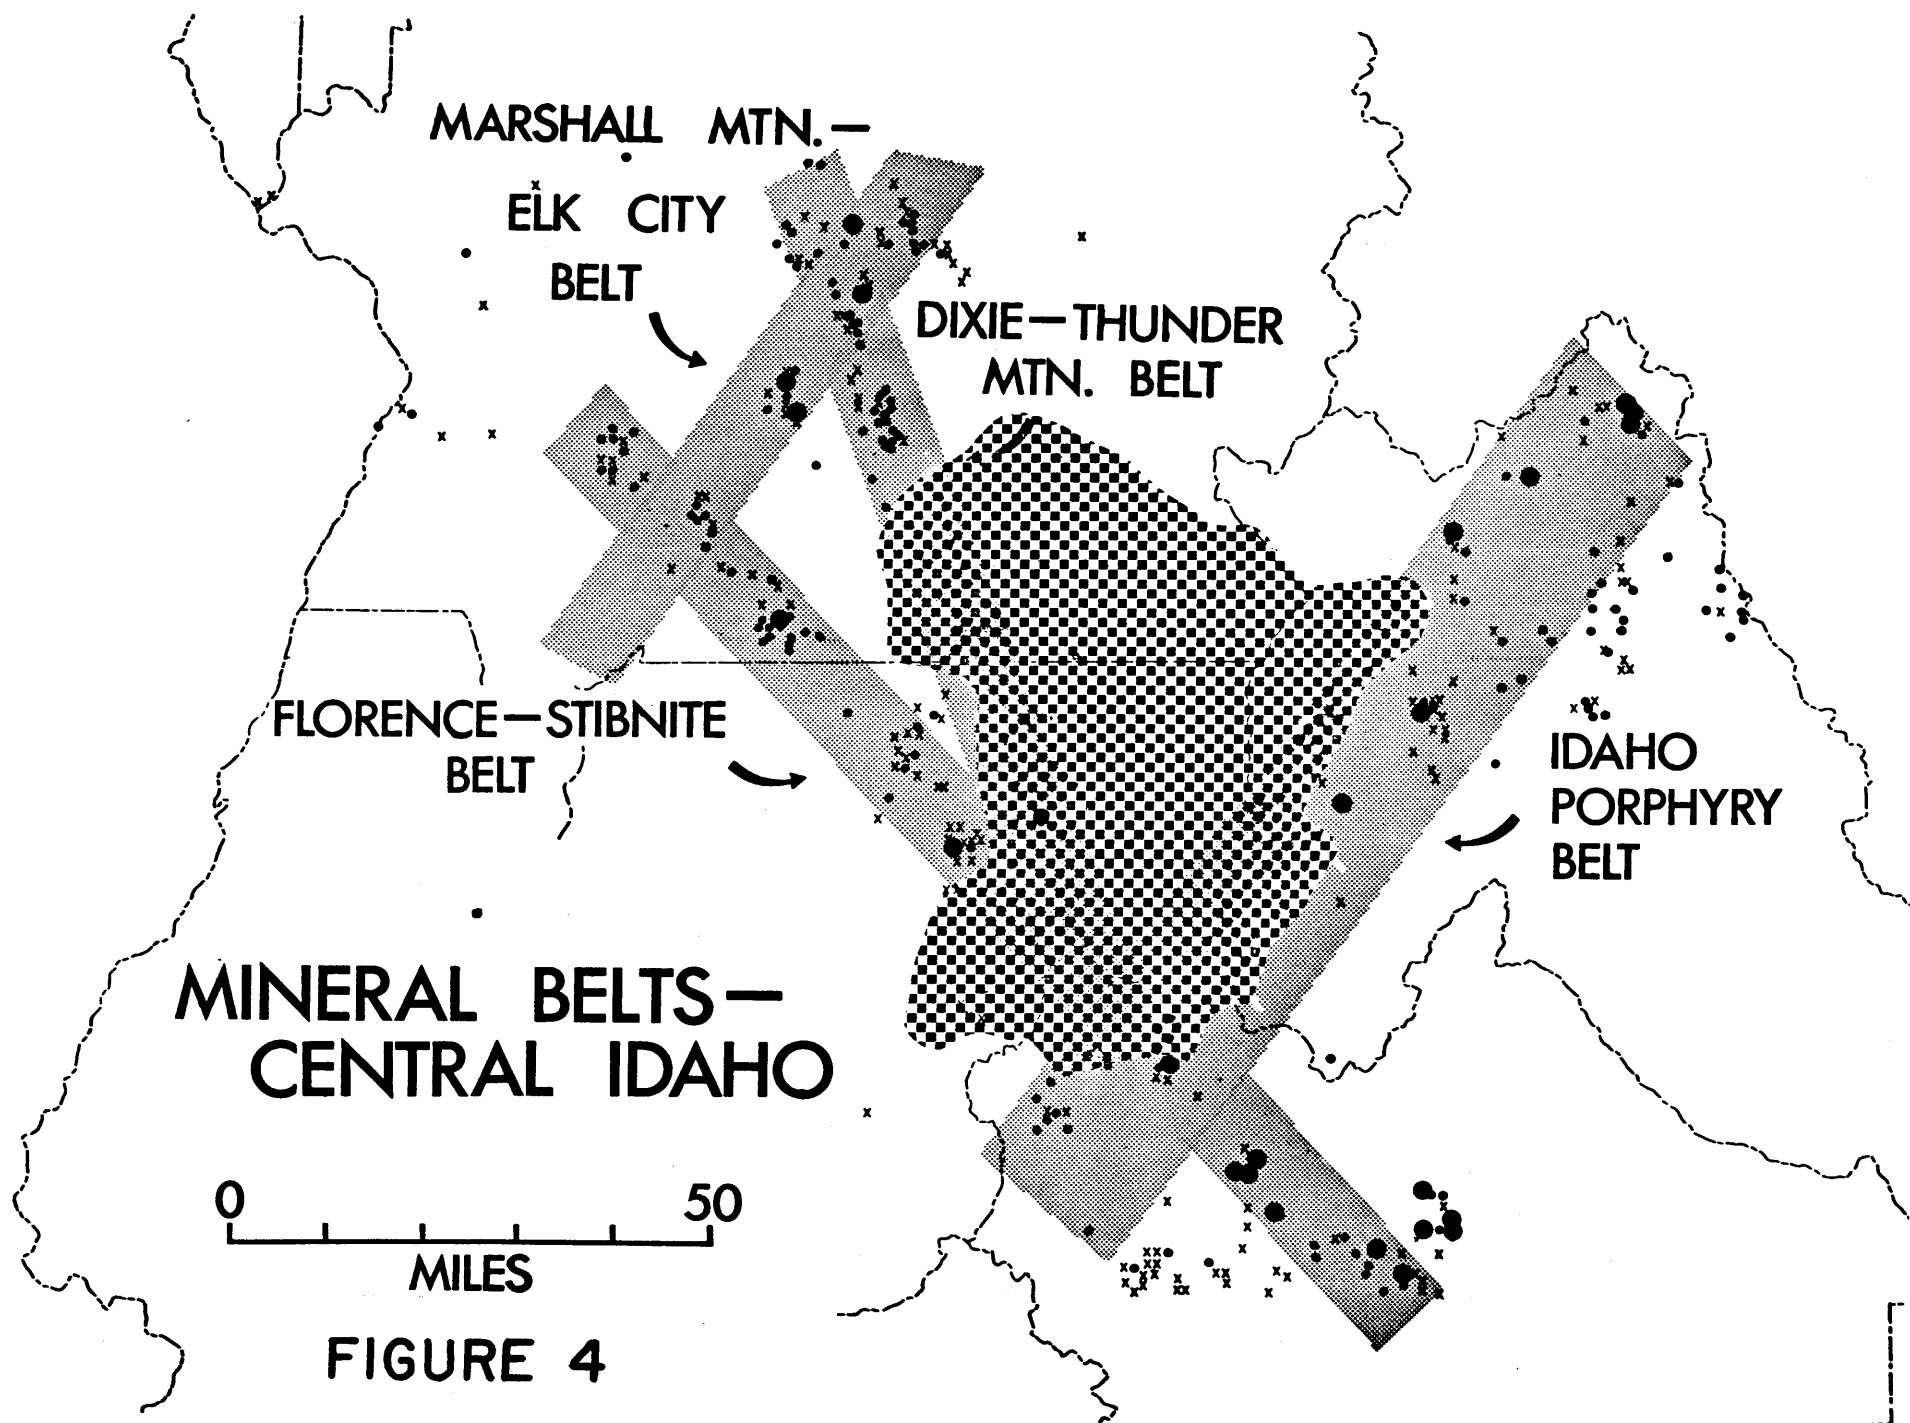 MARSHALL MTN.—
ELK CITY
BELT
DIXIE—THUNDER
MTN. BELT
FLORENCE—STIBNITE
BELT
IDAHO
PORPHYRY
BELT
MINERAL BELTS—
CENTRAL IDAHO
0 50
MILES
FIGURE 4